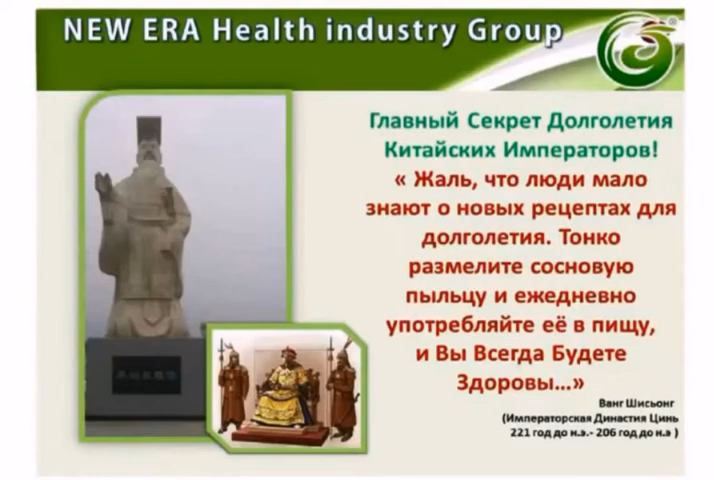 NEW ERA Health industry Group
Главный Секрет Долголетия
Китайских Императоров!
« Жаль, что люди мало
знают о новых рецептах для
долголетия. Тонко
размелите сосновую
пыльцу и ежедневно
употребляйте её в пищу,
и Вы Всегда Будете
Здоровы...»
Ванг Шисьонг
(Императорская Династия Цинь
221 год до н.э.- 206 год до н.э )